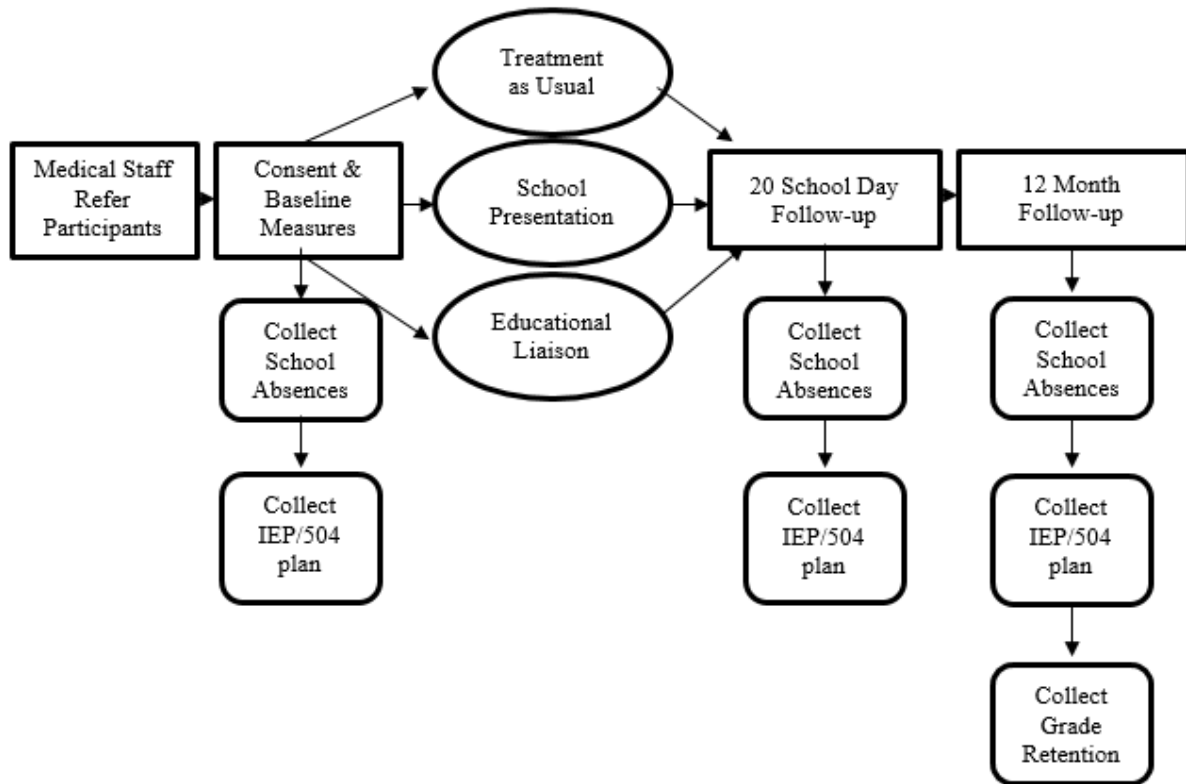 Treatment
as Usual
Medical Staff
Refer
Participants
Consent &
Baseline
Measures
School
Presentation
20 School Day
Follow-up
12 Month
Follow-up
Educational
Liaison
Collect
School
Absences
Collect
IEP/504
plan
Collect
School
Absences
Collect
IEP/504
plan
Collect
School
Absences
Collect
IEP/504
plan
Collect
Grade
Retention